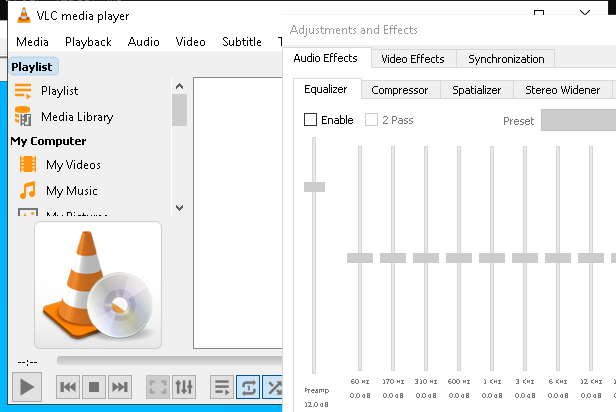 VLC media player
Media Playback Audio Video Subtitle
Playlist
Playlist
Media Library
My Computer
My Videos
My Music
My Pictures
--:--
Adjustments and Effects
Audio Effects Video Effects Synchronization
Equalizer Compressor Spatializer Stereo Widener
Enable 2 Pass Preset
60 Hz 170 Hz 310 Hz 600 Hz 1 KHz 3 KHz 6 KHz 12 KHz
Preamp 0.0 dB 0.0 dB 0.0 dB 0.0 dB 0.0 dB 0.0 dB 0.0 dB 0.0 dB
12.0 dB